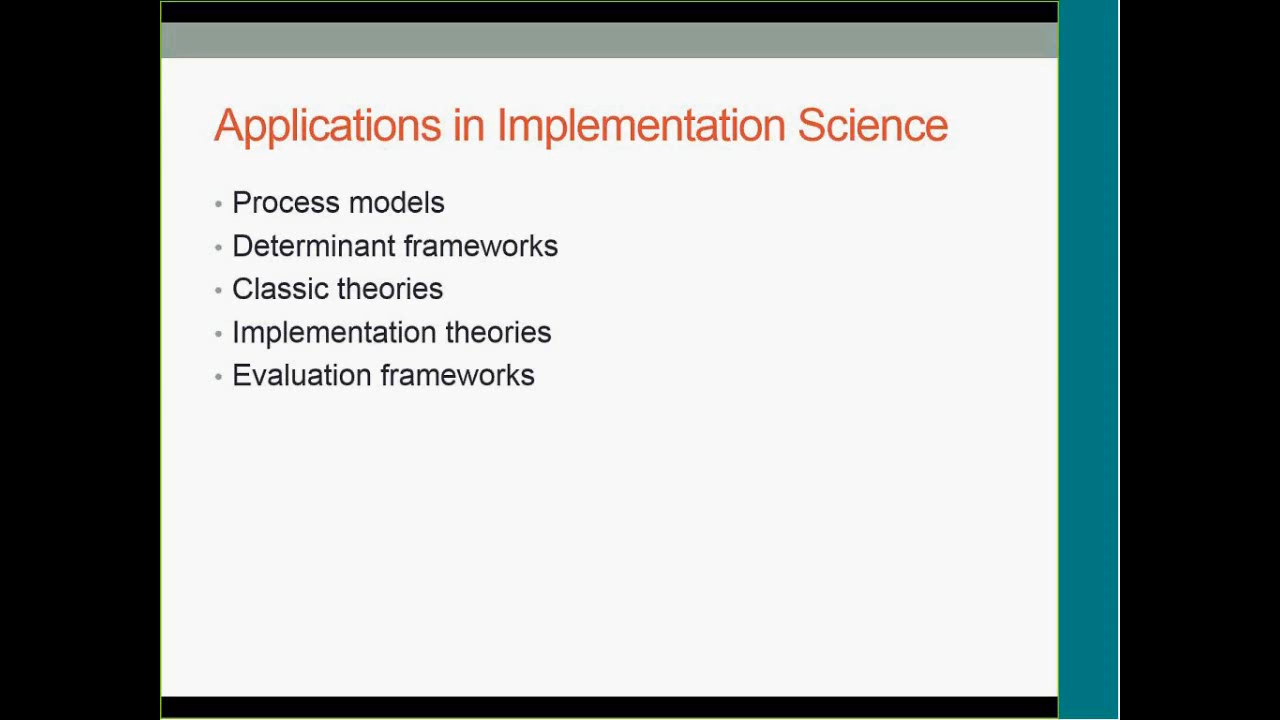 Applications in Implementation Science
• Process models
• Determinant frameworks
• Classic theories
• Implementation theories
• Evaluation frameworks